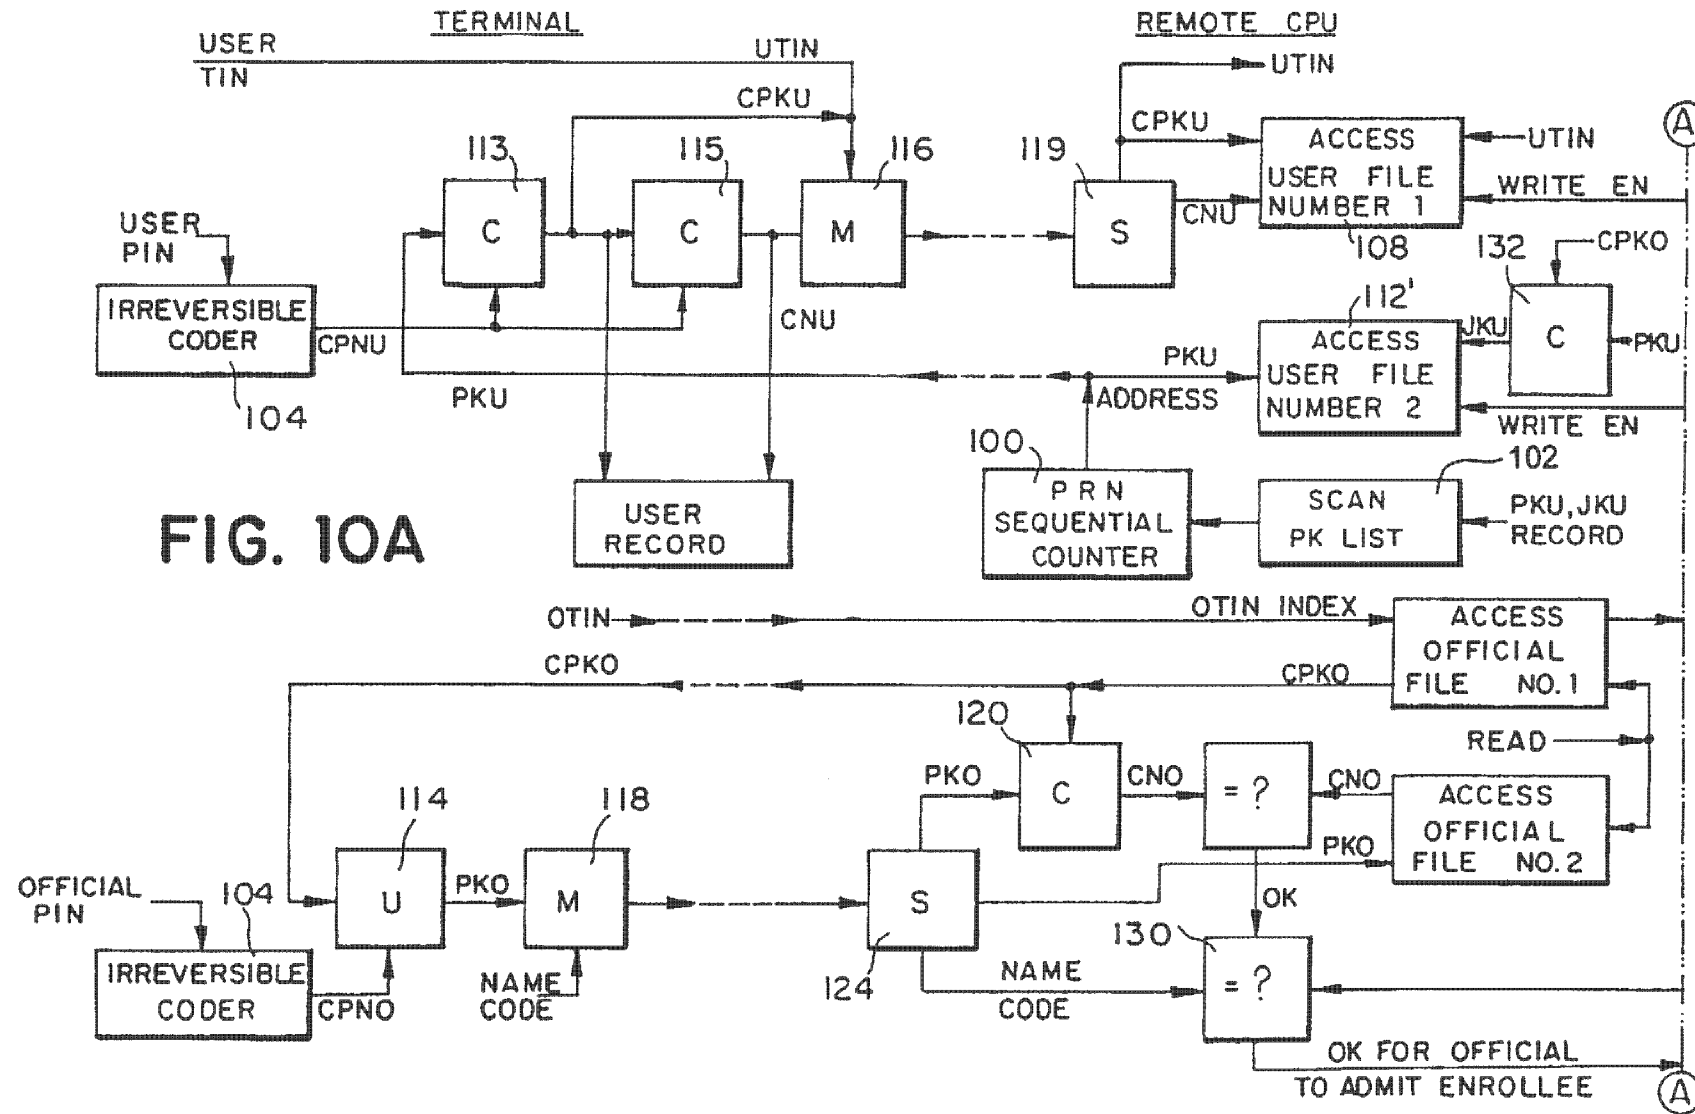 TERMINAL
REMOTE CPU
USER
TIN
UTIN
UTIN
CPKU
CPKU
A
113
115
116
119
ACCESS
USER FILE
NUMBER 1
UTIN
WRITE EN
C
C
M
S
CNU
108
USER
PIN
132
CPKO
IRREVERSIBLE
CODER
CPNU
CNU
112'
ACCESS
USER FILE
NUMBER 2
JKU
C
PKU
PKU
PKU
ADDRESS
104
WRITE EN
100
102
PRN
SEQUENTIAL
COUNTER
SCAN
PK LIST
PKU, JKU
RECORD
USER
RECORD
FIG. 10A
OTIN
OTIN INDEX
ACCESS
OFFICIAL
FILE NO. 1
CPKO
CPKO
120
READ
PKO
C
CNO
= ?
CNO
ACCESS
OFFICIAL
FILE NO. 2
114
118
PKO
OFFICIAL
PIN
104
U
PKO
M
S
OK
130
IRREVERSIBLE
CODER
CPNO
NAME
CODE
124
NAME
CODE
= ?
OK FOR OFFICIAL
TO ADMIT ENROLLEE
A